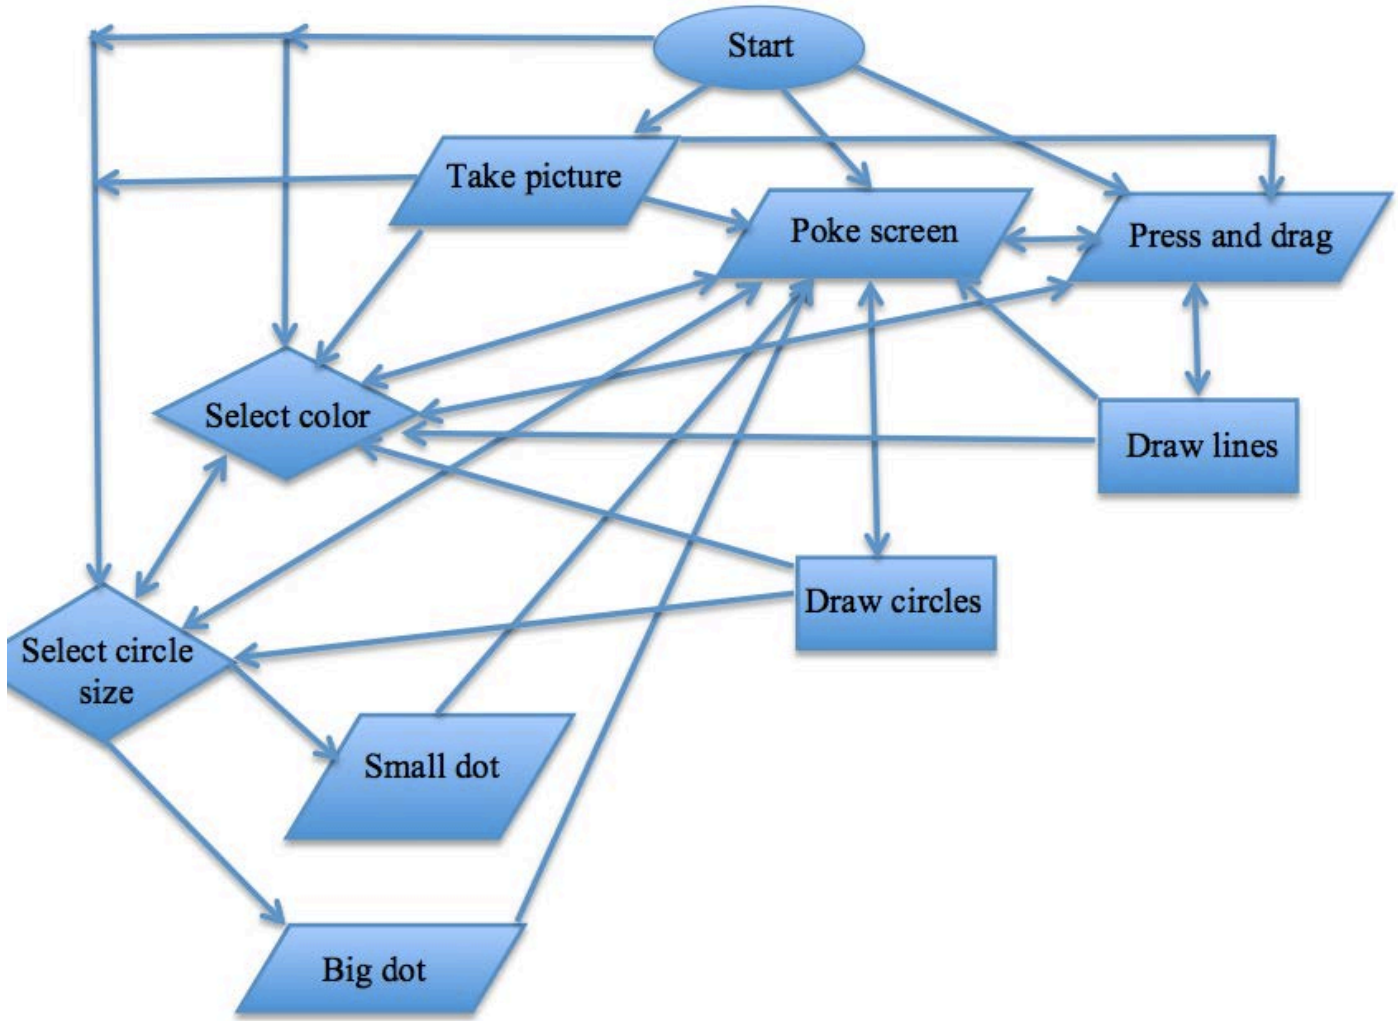 Start
Take picture
Poke screen
Press and drag
Select color
Draw lines
Draw circles
Select circle
size
Small dot
Big dot